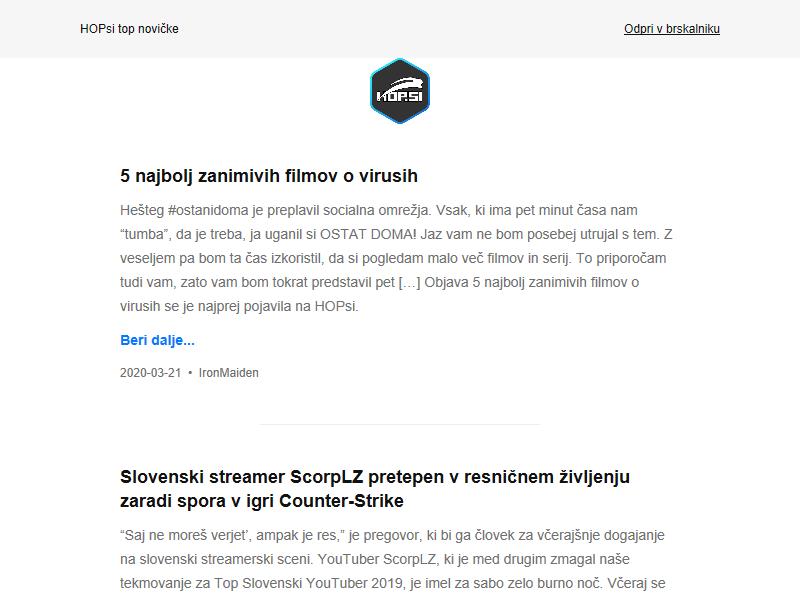 HOPsi top novičke
Odpri v brskalniku
HOP.SI
5 najbolj zanimivih filmov o virusih
Hešteg #ostanidoma je preplavil socialna omrežja. Vsak, ki ima pet minut časa nam
“tumba”, da je treba, ja uganil si OSTAT DOMA! Jaz vam ne bom posebej utrujal s tem. Z
veseljem pa bom ta čas izkoristil, da si pogledam malo več filmov in serij. To priporočam
tudi vam, zato vam bom tokrat predstavil pet […] Objava 5 najbolj zanimivih filmov o
virusih se je najprej pojavila na HOPsi.
Beri dalje...
2020-03-21 • IronMaiden
Slovenski streamer ScorpLZ pretepen v resničnem življenju
zaradi spora v igri Counter-Strike
“Saj ne moreš verjet’, ampak je res,” je pregovor, ki bi ga človek za včerajšnje dogajanje
na slovenski streamerski sceni. YouTuber ScorpLZ, ki je med drugim zmagal naše
tekmovanje za Top Slovenski YouTuber 2019, je imel za sabo zelo burno noč. Včeraj se